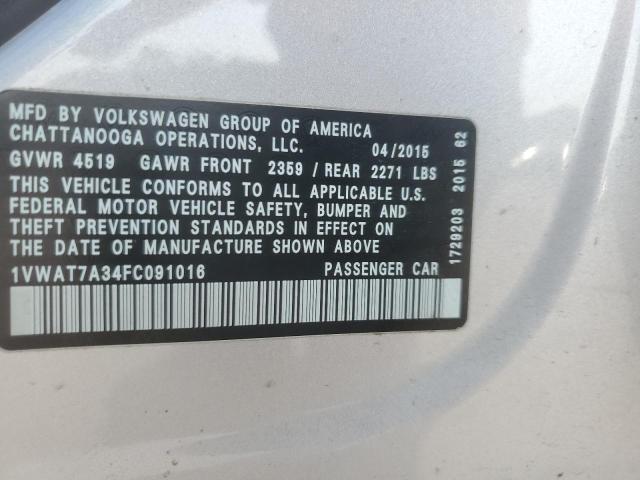 MFD BY VOLKSWAGEN GROUP OF AMERICA
CHATTANOOGA OPERATIONS, LLC. 04/2015
GVWR 4519 GAWR FRONT 2359 / REAR 2271 LBS
THIS VEHICLE CONFORMS TO ALL APPLICABLE U.S.
FEDERAL MOTOR VEHICLE SAFETY, BUMPER AND
THEFT PREVENTION STANDARDS IN EFFECT ON
THE DATE OF MANUFACTURE SHOWN ABOVE
1VWAT7A34FC091016 PASSENGER CAR
1729203 2015 62